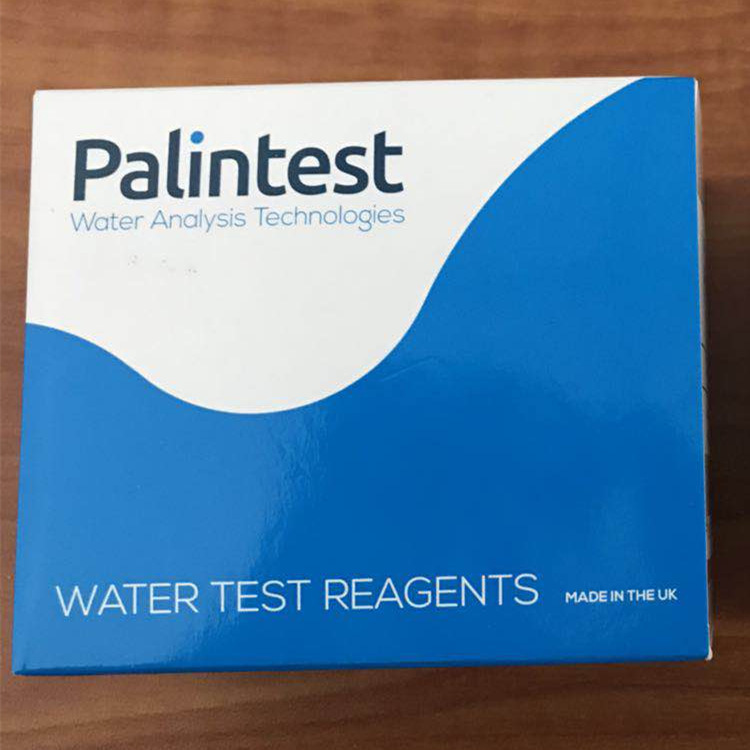 Palintest
Water Analysis Technologies
WATER TEST REAGENTS MADE IN THE UK